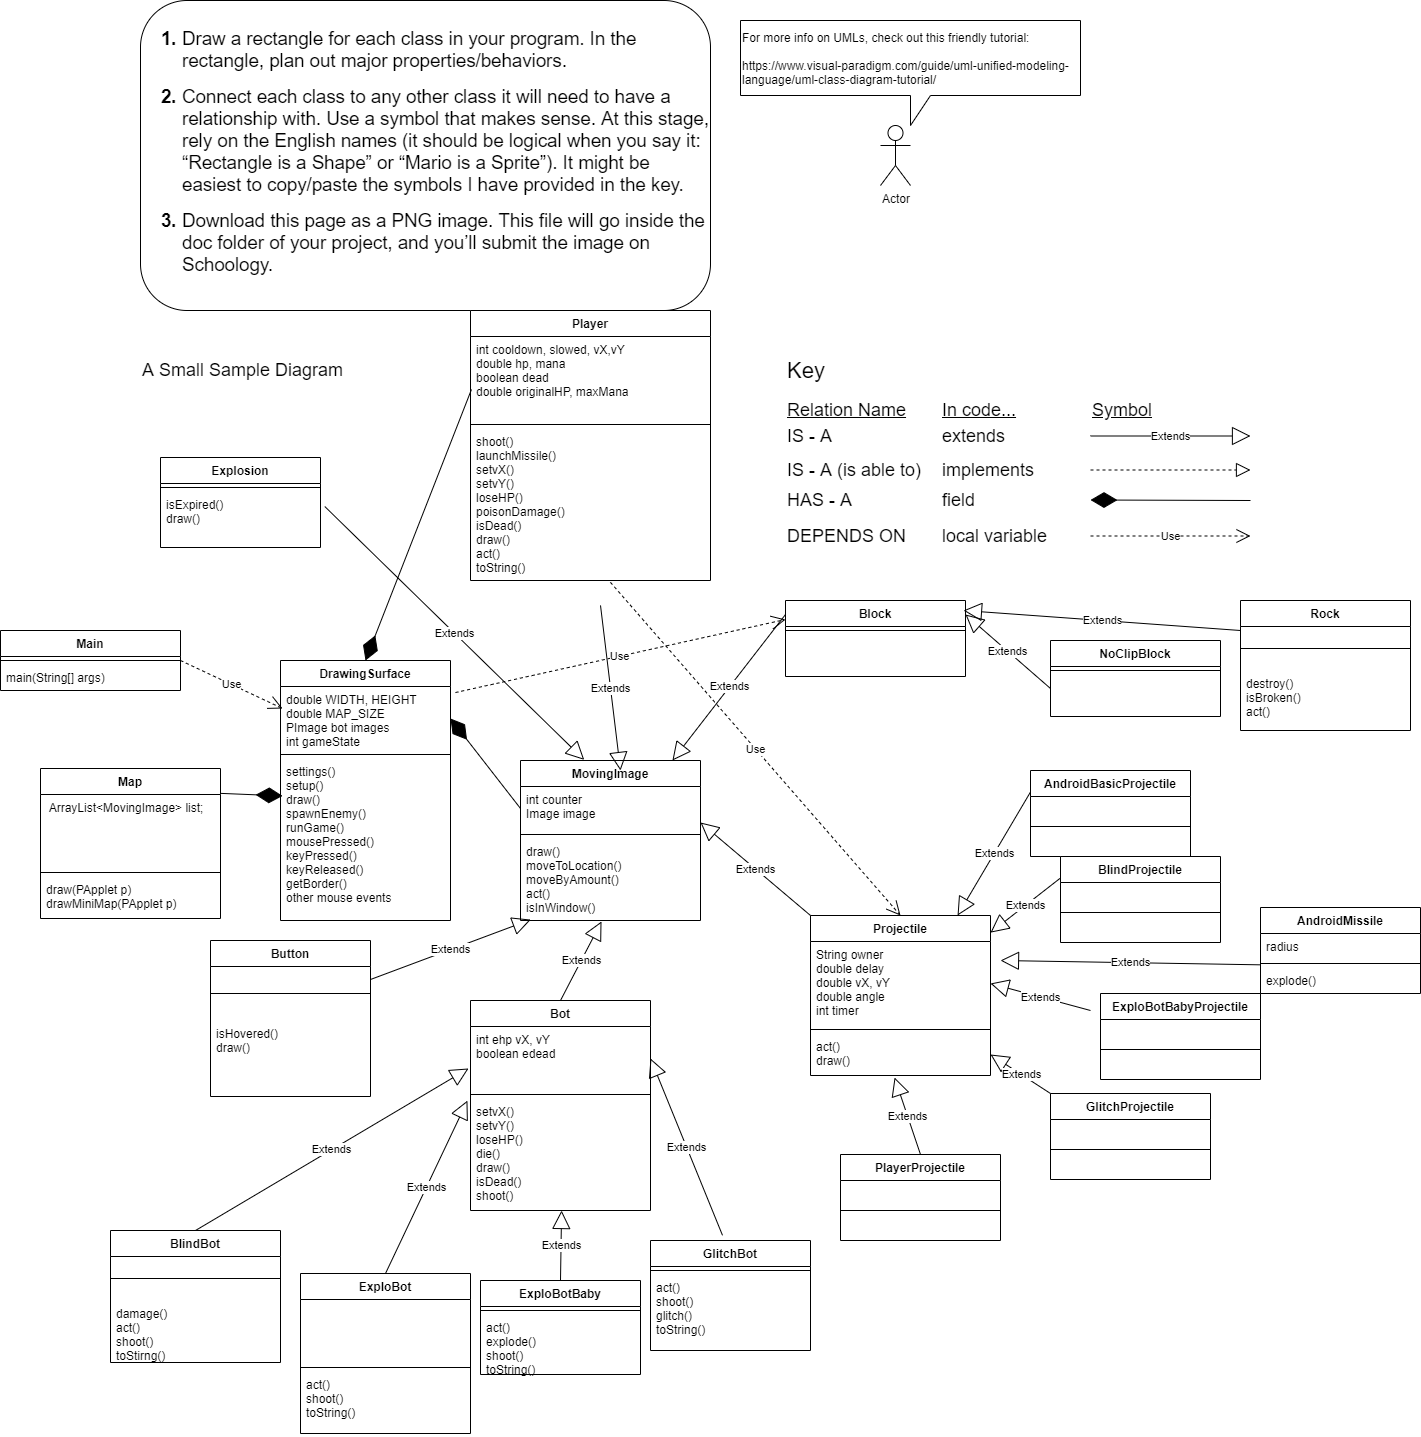 1. Draw a rectangle for each class in your program. In the
rectangle, plan out major properties/behaviors.
2. Connect each class to any other class it will need to have a
relationship with. Use a symbol that makes sense. At this stage,
rely on the English names (it should be logical when you say it:
“Rectangle is a Shape” or “Mario is a Sprite”). It might be
easiest to copy/paste the symbols I have provided in the key.
3. Download this page as a PNG image. This file will go inside the
doc folder of your project, and you’ll submit the image on
Schoology.
For more info on UMLs, check out this friendly tutorial:
https://www.visual-paradigm.com/guide/uml-unified-modeling-
language/uml-class-diagram-tutorial/
Actor
A Small Sample Diagram
Key
Relation Name In code... Symbol
IS - A extends Extends
IS - A (is able to) implements
HAS - A field
DEPENDS ON local variable Use
Player
int cooldown, slowed, vX,vY
double hp, mana
boolean dead
double originalHP, maxMana
shoot()
launchMissile()
setvX()
setvY()
loseHP()
poisonDamage()
isDead()
draw()
act()
toString()
Explosion
isExpired()
draw()
Extends
Main
main(String[] args)
Use
DrawingSurface
double WIDTH, HEIGHT
double MAP_SIZE
PImage bot images
int gameState
settings()
setup()
draw()
spawnEnemy()
runGame()
mousePressed()
keyPressed()
keyReleased()
getBorder()
other mouse events
Use
Extends
Extends
Use
Block
Extends
Extends
NoClipBlock
Rock
destroy()
isBroken()
act()
Map
ArrayList<MovingImage> list;
draw(PApplet p)
drawMiniMap(PApplet p)
MovingImage
int counter
Image image
draw()
moveToLocation()
moveByAmount()
act()
isInWindow()
Extends
Button
isHovered()
draw()
Extends
Extends
Projectile
String owner
double delay
double vX, vY
double angle
int timer
act()
draw()
AndroidBasicProjectile
Extends
BlindProjectile
Extends
AndroidMissile
radius
explode()
Extends
ExploBotBabyProjectile
Extends
GlitchProjectile
Extends
PlayerProjectile
Extends
Bot
int ehp vX, vY
boolean edead
setvX()
setvY()
loseHP()
die()
draw()
isDead()
shoot()
Extends
Extends
Extends
Extends
BlindBot
damage()
act()
shoot()
toStirng()
ExploBot
act()
shoot()
toString()
ExploBotBaby
act()
explode()
shoot()
toString()
GlitchBot
act()
shoot()
glitch()
toString()